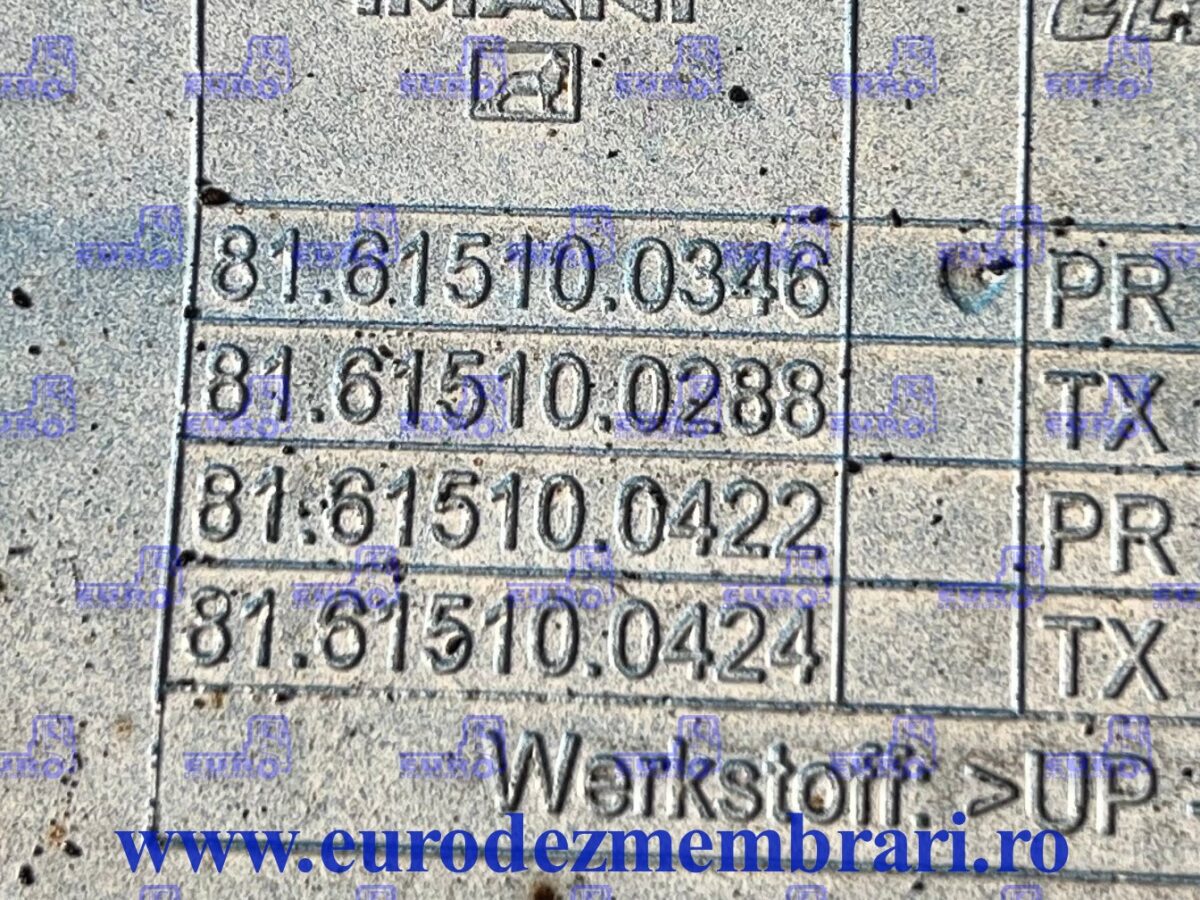 81.61510.0346 PR
81.61510.0288 TX
81.61510.0422 PR
81.61510.0424 TX
Werkstoff: >UP
www.eurodezmembrari.ro